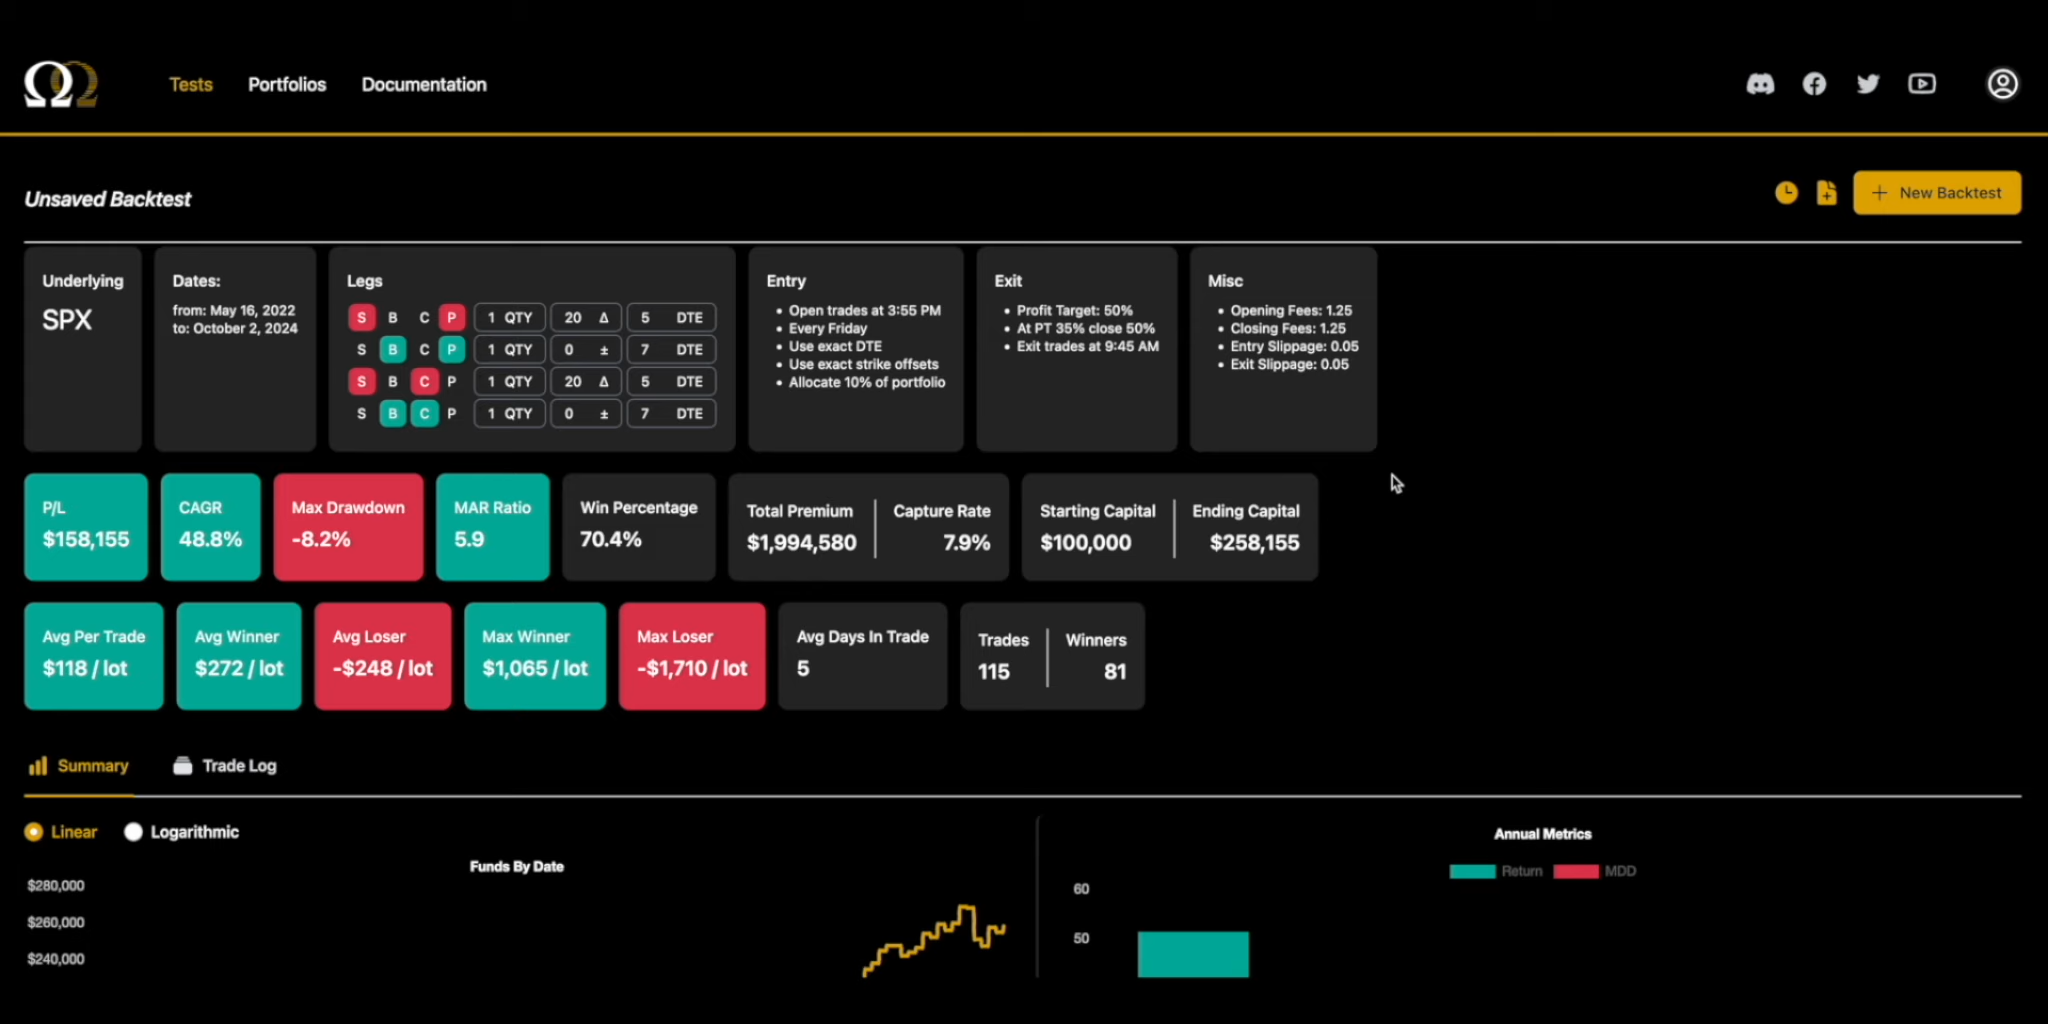 Tests Portfolios Documentation
Unsaved Backtest
+ New Backtest
Underlying
SPX
Dates:
from: May 16, 2022
to: October 2, 2024
Legs
S B C P 1 QTY 20 Δ 5 DTE
S B C P 1 QTY 0 ± 7 DTE
S B C P 1 QTY 20 Δ 5 DTE
S B C P 1 QTY 0 ± 7 DTE
Entry
• Open trades at 3:55 PM
• Every Friday
• Use exact DTE
• Use exact strike offsets
• Allocate 10% of portfolio
Exit
• Profit Target: 50%
• At PT 35% close 50%
• Exit trades at 9:45 AM
Misc
• Opening Fees: 1.25
• Closing Fees: 1.25
• Entry Slippage: 0.05
• Exit Slippage: 0.05
P/L
$158,155
CAGR
48.8%
Max Drawdown
-8.2%
MAR Ratio
5.9
Win Percentage
70.4%
Total Premium
$1,994,580
Capture Rate
7.9%
Starting Capital
$100,000
Ending Capital
$258,155
Avg Per Trade
$118 / lot
Avg Winner
$272 / lot
Avg Loser
-$248 / lot
Max Winner
$1,065 / lot
Max Loser
-$1,710 / lot
Avg Days In Trade
5
Trades
115
Winners
81
Summary Trade Log
Linear Logarithmic
Funds By Date
$280,000
$260,000
$240,000
Annual Metrics
Return MDD
60
50